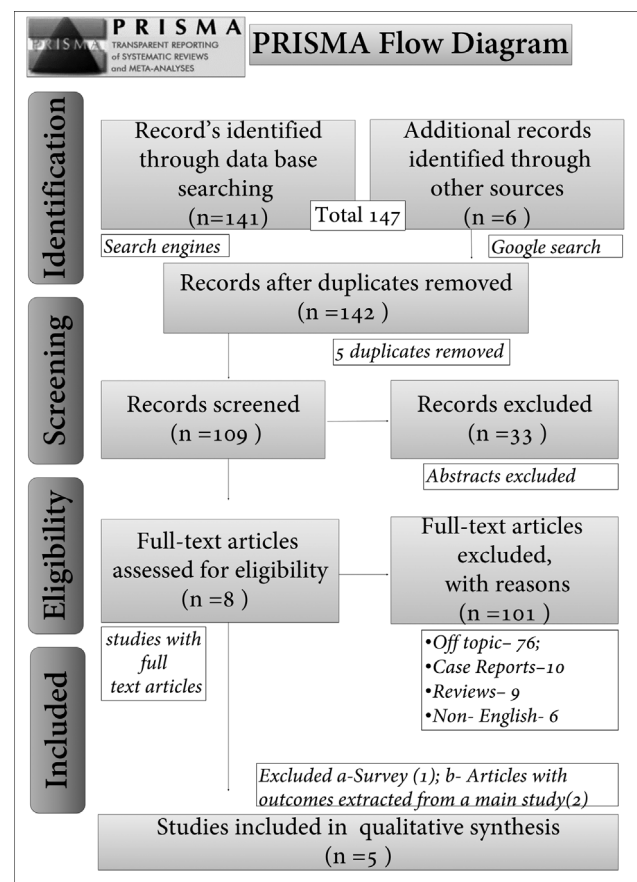 PRISMA
PRISMA
TRANSPARENT REPORTING
of SYSTEMATIC REVIEWS
and META-ANALYSES
PRISMA Flow Diagram
Identification
Record's identified
through data base
searching
(n=141)
Additional records
identified through
other sources
(n =6 )
Total 147
Search engines
Google search
Records after duplicates removed
(n =142 )
5 duplicates removed
Screening
Records screened
(n =109 )
Records excluded
(n =33 )
Abstracts excluded
Eligibility
Full-text articles
assessed for eligibility
(n =8 )
Full-text articles
excluded,
with reasons
(n =101 )
studies with
full
text articles
•Off topic– 76;
•Case Reports–10
•Reviews– 9
•Non- English- 6
Included
Excluded a-Survey (1); b- Articles with
outcomes extracted from a main study(2)
Studies included in qualitative synthesis
(n =5 )